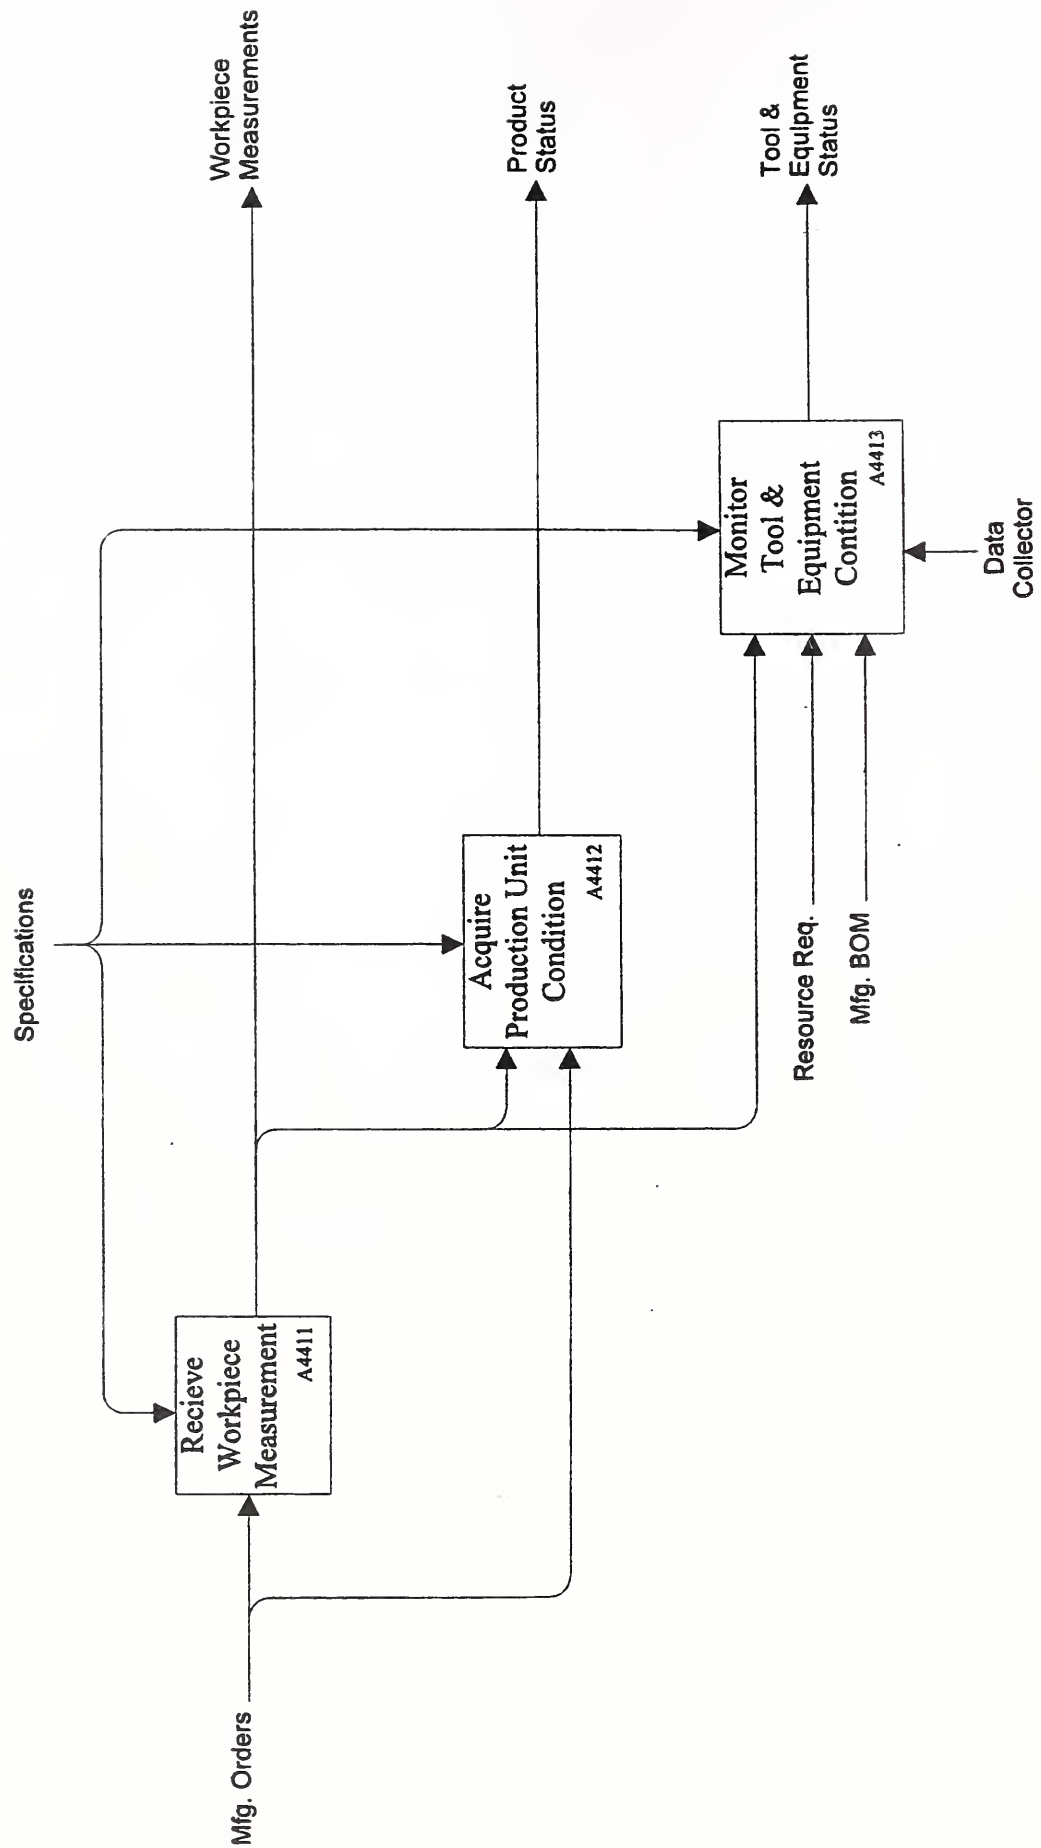 Specifications
Mfg. Orders
Recieve
Workpiece
Measurement
A4411
Workpiece
Measurements
Acquire
Production Unit
Condition
A4412
Product
Status
Resource Req.
Mfg. BOM
Monitor
Tool &
Equipment
Contition
A4413
Tool &
Equipment
Status
Data
Collector